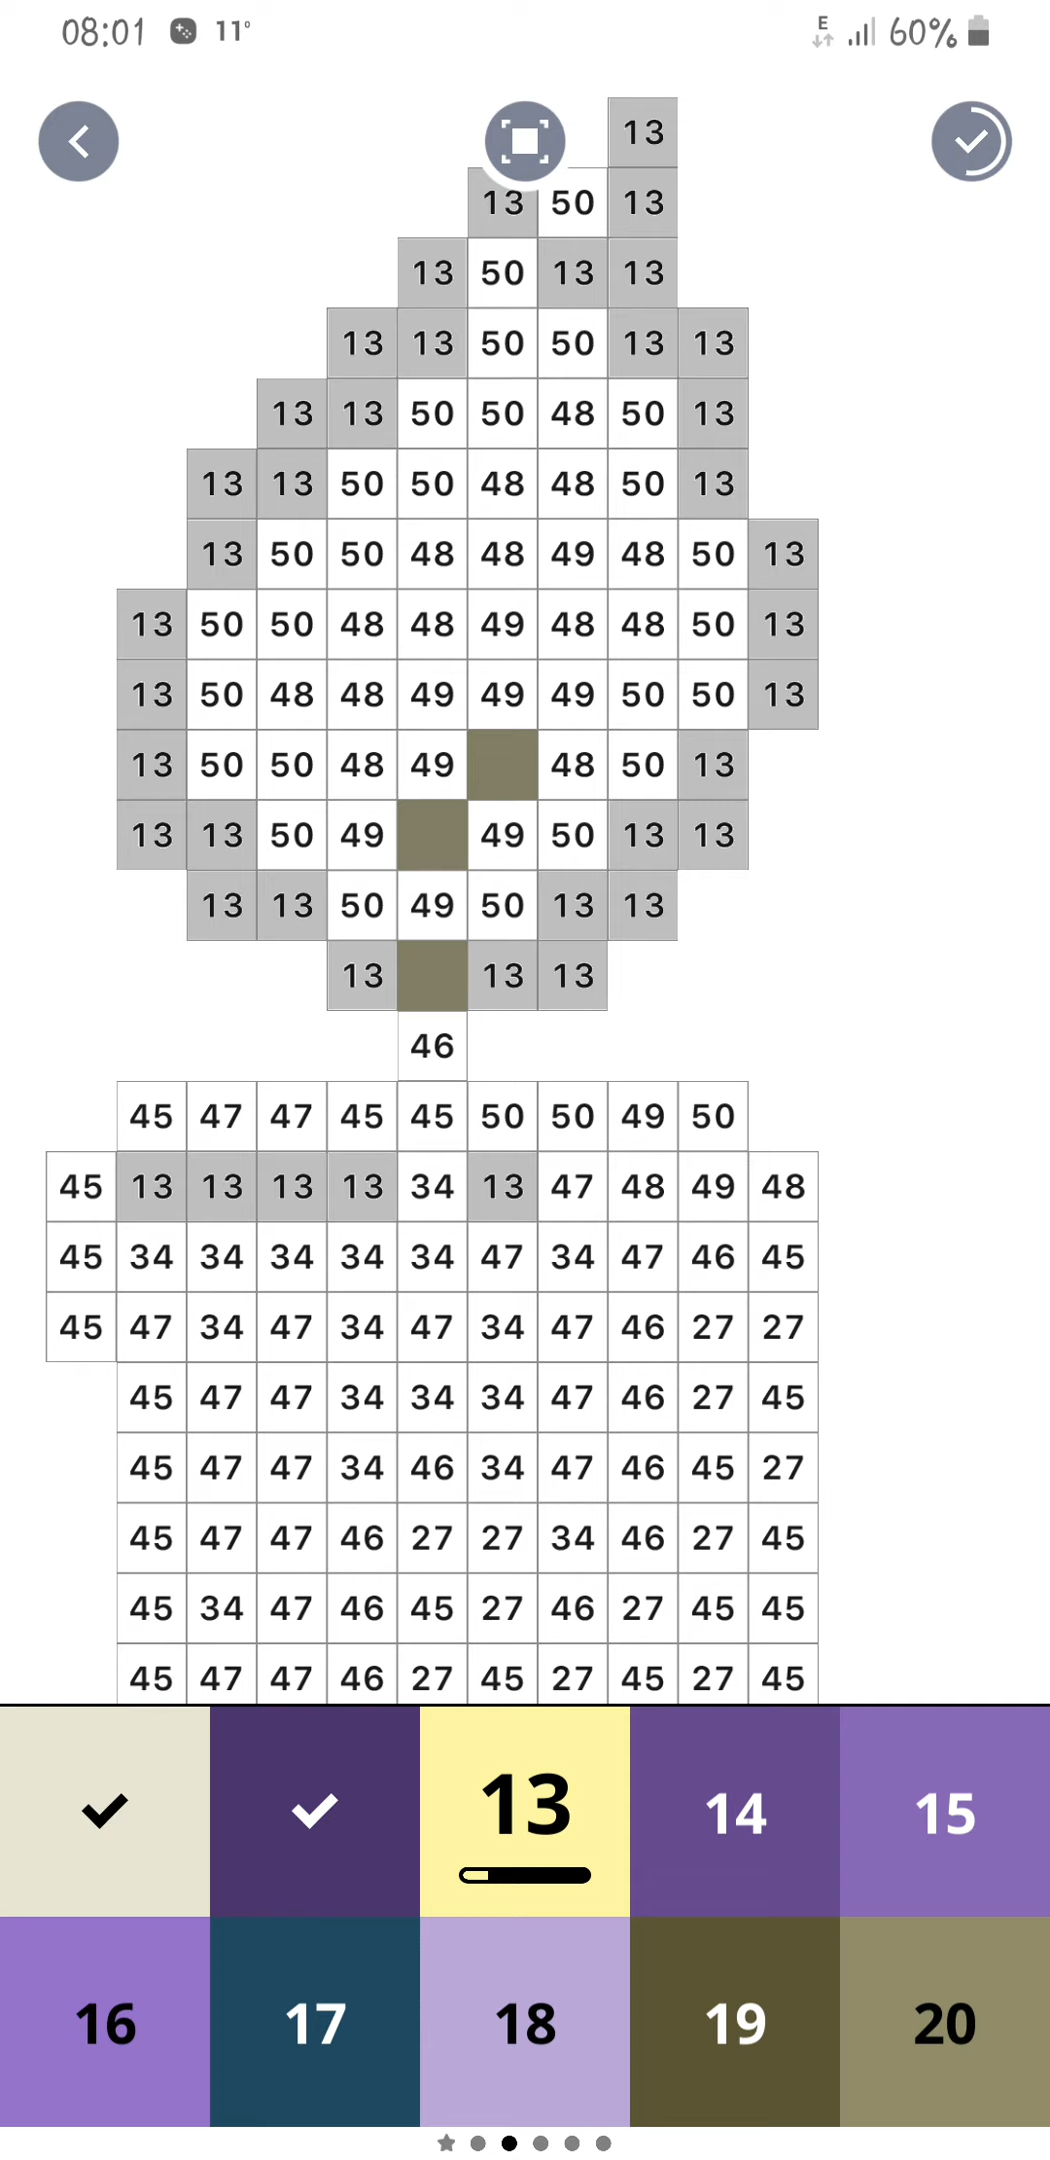 08:01 11° E 60%
13
13 50 13
13 50 13 13
13 13 50 50 13 13
13 13 50 50 48 50 13
13 13 50 50 48 48 50 13
13 50 50 48 48 49 48 50 13
13 50 50 48 48 49 48 48 50 13
13 50 48 48 49 49 49 50 50 13
13 50 50 48 49 48 50 13
13 13 50 49 49 50 13 13
13 13 50 49 50 13 13
13 13 13
46
45 47 47 45 45 50 50 49 50
45 13 13 13 13 34 13 47 48 49 48
45 34 34 34 34 34 47 34 47 46 45
45 47 34 47 34 47 34 47 46 27 27
45 47 47 34 34 34 47 46 27 45
45 47 47 34 46 34 47 46 45 27
45 47 47 46 27 27 34 46 27 45
45 34 47 46 45 27 46 27 45 45
45 47 47 46 27 45 27 45 27 45
13 14 15
16 17 18 19 20